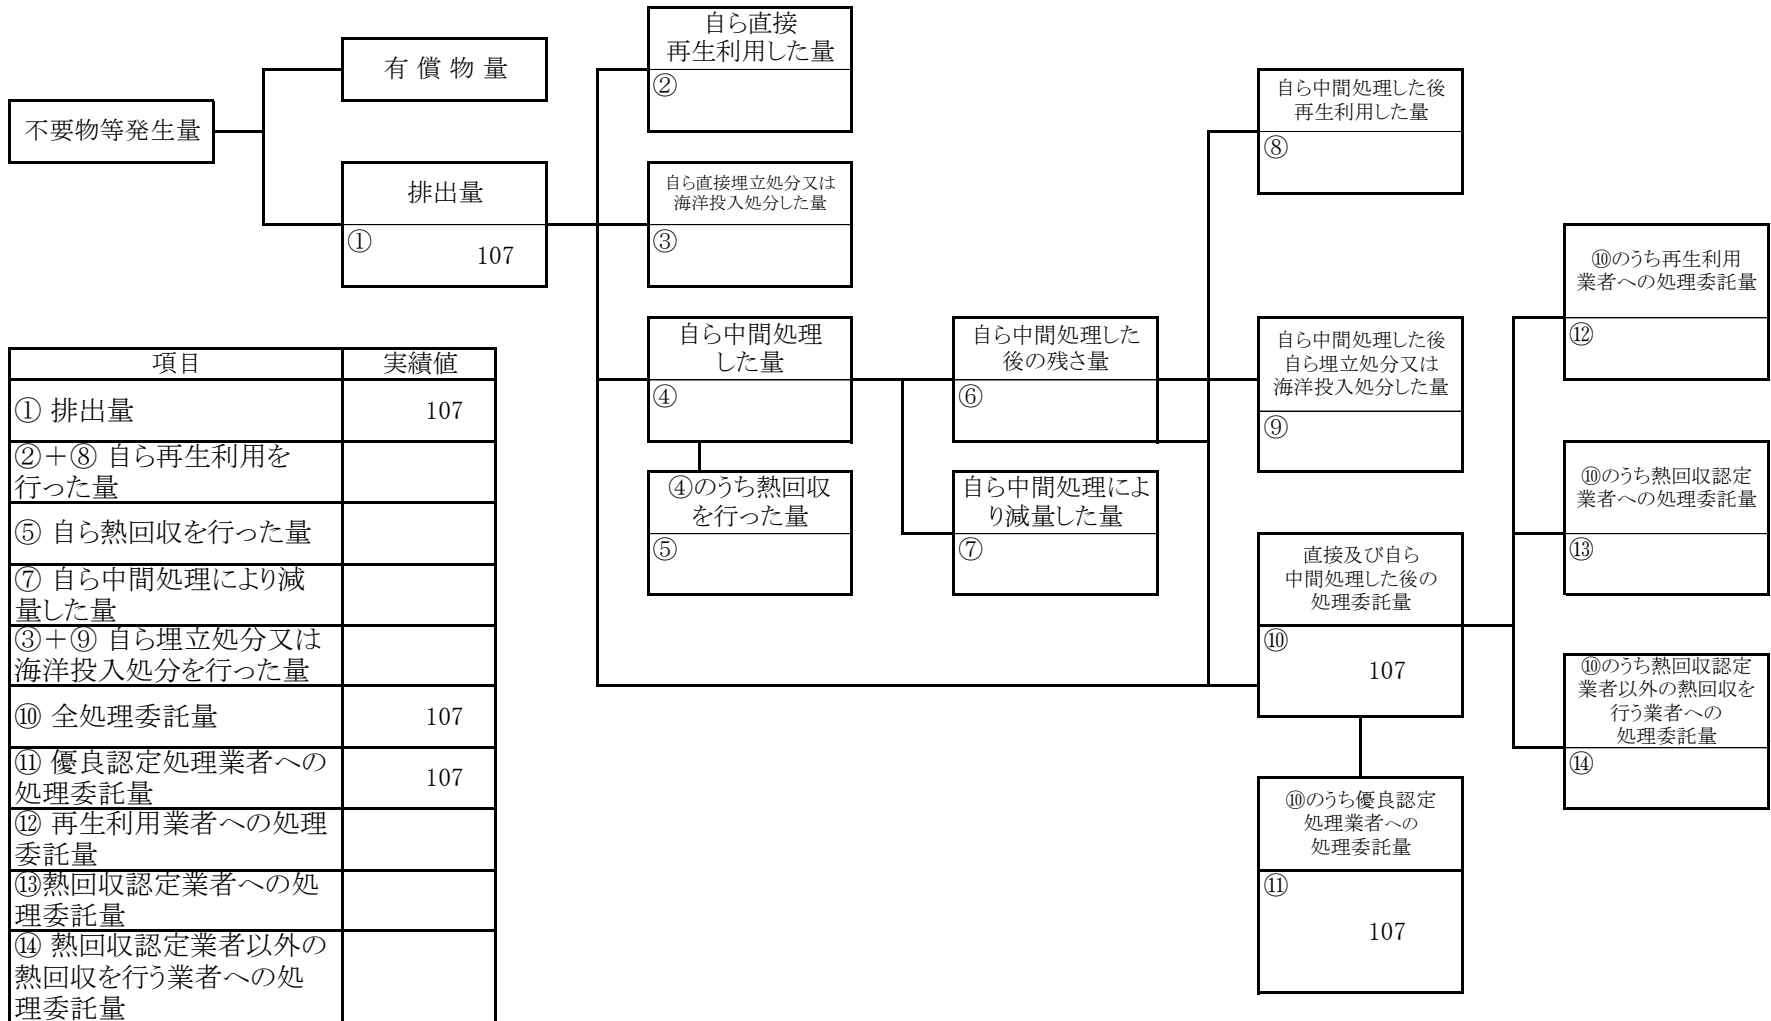 不要物等発生量
有 償 物 量
排出量
①
107
自ら直接
再生利用した量
②
自ら直接埋立処分又は
海洋投入処分した量
③
自ら中間処理
した量
④
④のうち熱回収
を行った量
⑤
自ら中間処理した
後の残さ量
⑥
自ら中間処理によ
り減量した量
⑦
自ら中間処理した後
再生利用した量
⑧
自ら中間処理した後
自ら埋立処分又は
海洋投入処分した量
⑨
直接及び自ら
中間処理した後の
処理委託量
⑩
107
⑩のうち優良認定
処理業者への
処理委託量
⑪
107
⑩のうち再生利用
業者への処理委託量
⑫
⑩のうち熱回収認定
業者への処理委託量
⑬
⑩のうち熱回収認定
業者以外の熱回収を
行う業者への
処理委託量
⑭
項目 実績値
① 排出量 107
②+⑧ 自ら再生利用を
行った量
⑤ 自ら熱回収を行った量
⑦ 自ら中間処理により減
量した量
③+⑨ 自ら埋立処分又は
海洋投入処分を行った量
⑩ 全処理委託量 107
⑪ 優良認定処理業者への
処理委託量 107
⑫ 再生利用業者への処理
委託量
⑬熱回収認定業者への処
理委託量
⑭ 熱回収認定業者以外の
熱回収を行う業者への処
理委託量